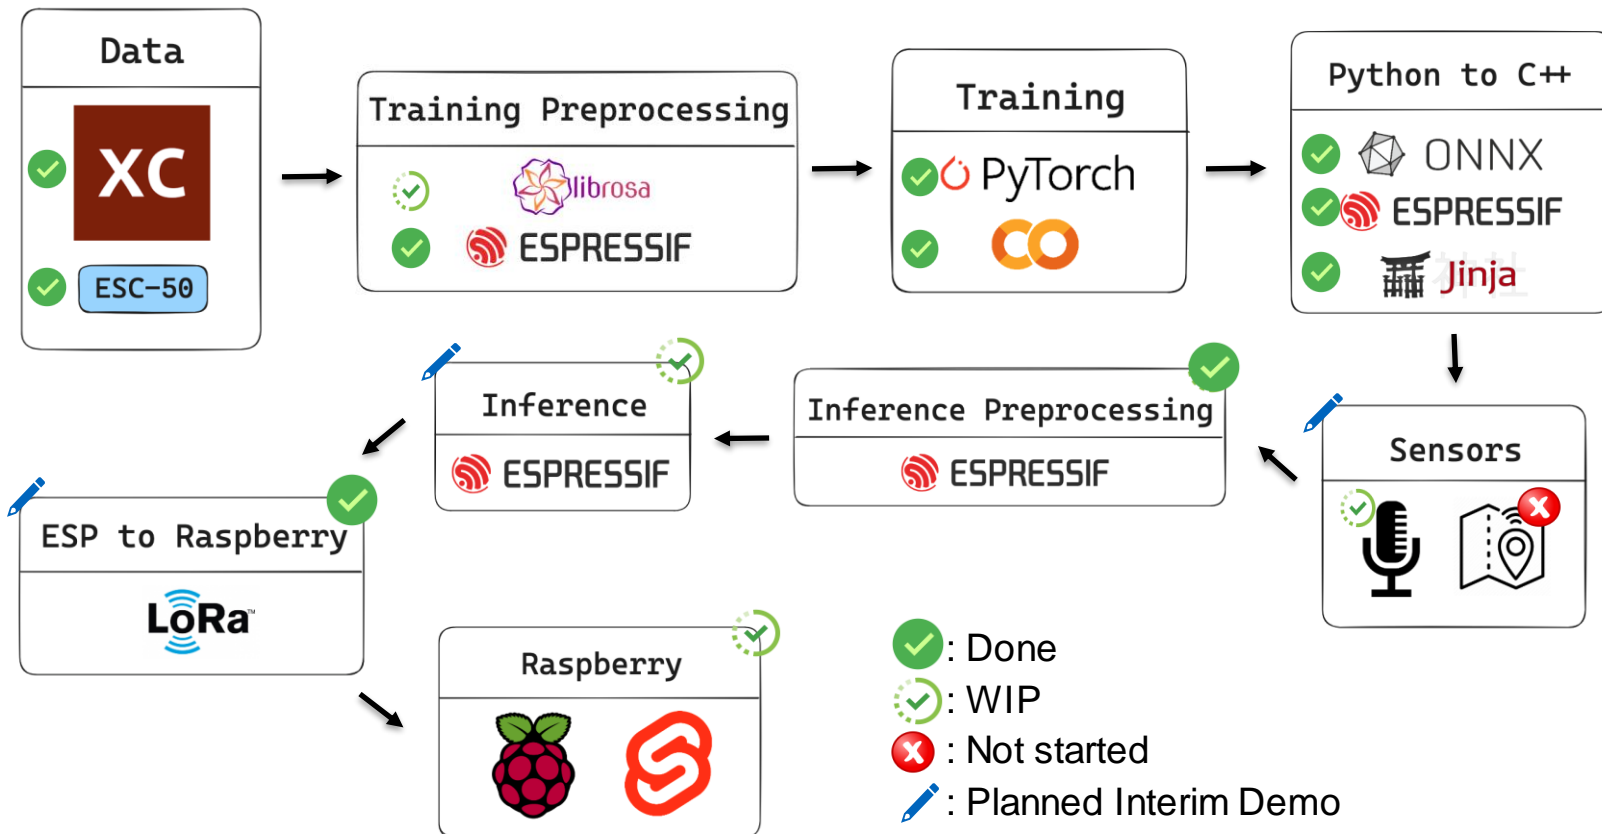 Data
XC
ESC-50
Training Preprocessing
librosa
ESPRESSIF
Training
PyTorch
Python to C++
ONNX
ESPRESSIF
Jinja
Inference
ESPRESSIF
Inference Preprocessing
ESPRESSIF
Sensors
ESP to Raspberry
LoRa™
Raspberry
: Done
: WIP
: Not started
: Planned Interim Demo